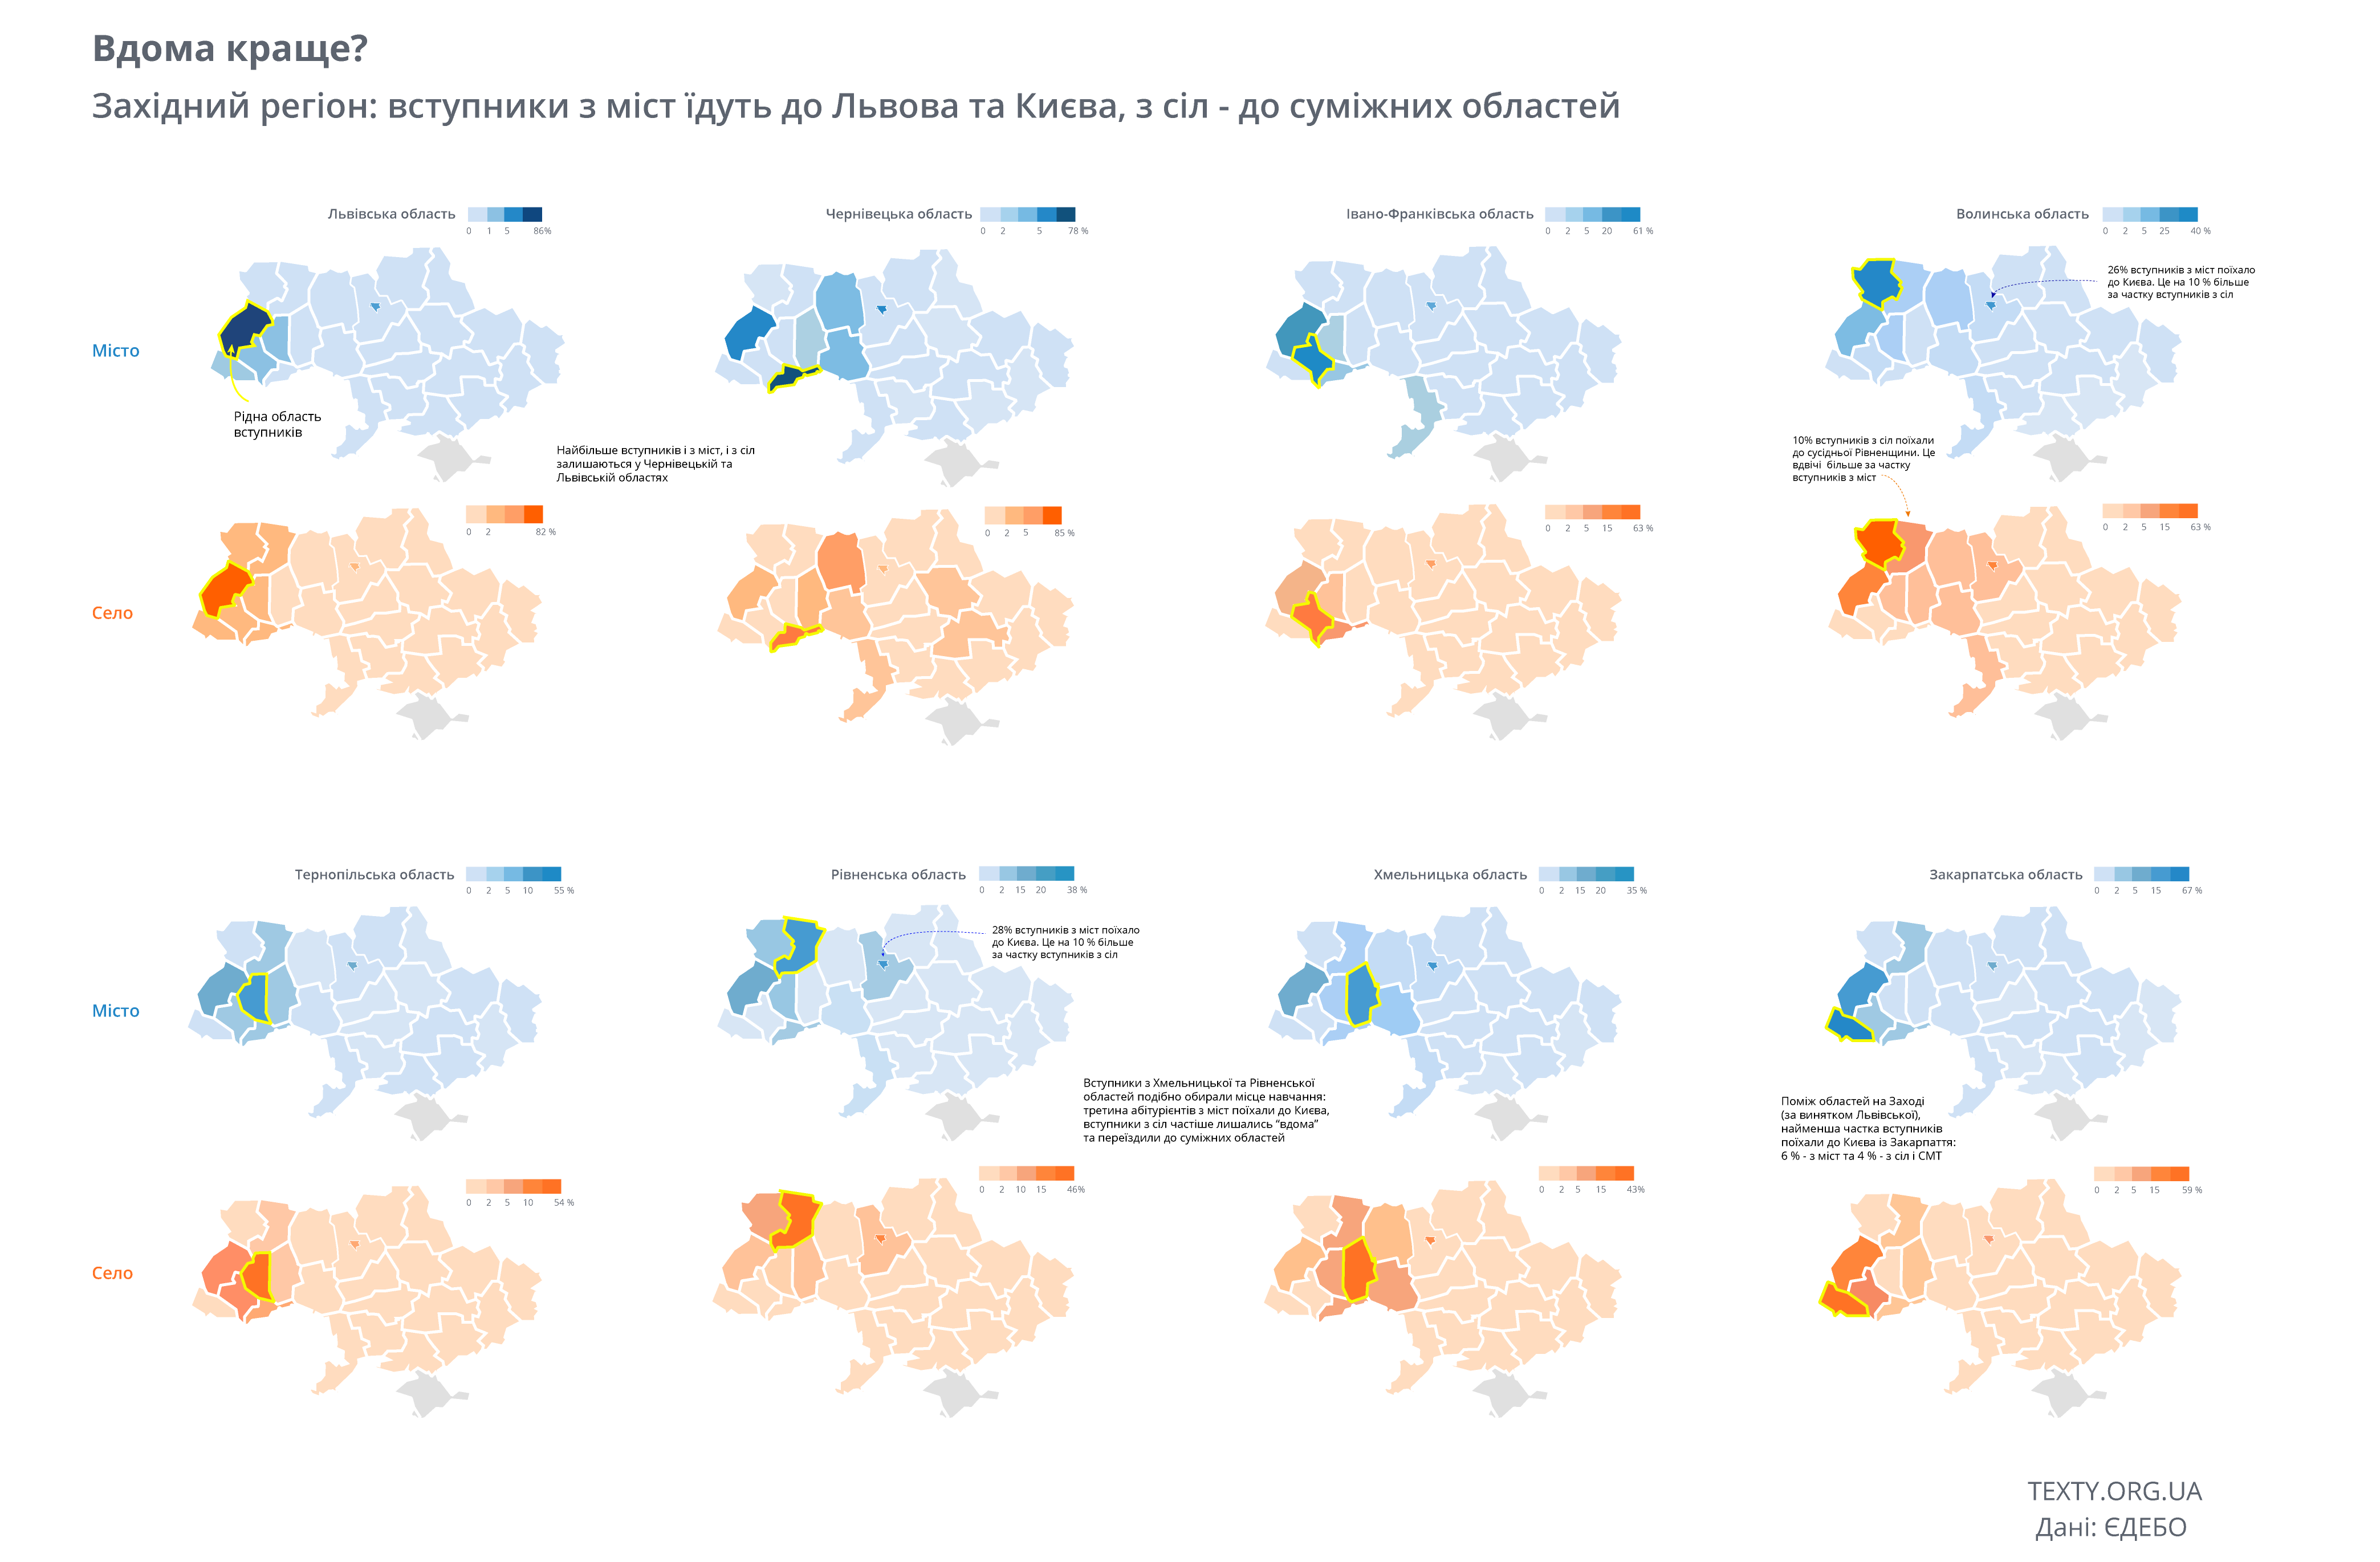 Вдома краще?
Західний регіон: вступники з міст їдуть до Львова та Києва, з сіл - до суміжних областей
Львівська область
0 1 5 86%
Чернівецька область
0 2 5 78 %
Івано-Франківська область
0 2 5 20 61 %
Волинська область
0 2 5 25 40 %
26% вступників з міст поїхало
до Києва. Це на 10 % більше
за частку вступників з сіл
Місто
Рідна область
вступників
Найбільше вступників і з міст, і з сіл
залишаються у Чернівецькій та
Львівській областях
10% вступників з сіл поїхали
до сусідньої Рівненщини. Це
вдвічі більше за частку
вступників з міст
0 2 82 %
0 2 5 85 %
0 2 5 15 63 %
0 2 5 15 63 %
Село
Тернопільська область
0 2 5 10 55 %
Рівненська область
0 2 15 20 38 %
Хмельницька область
0 2 15 20 35 %
Закарпатська область
0 2 5 15 67 %
28% вступників з міст поїхало
до Києва. Це на 10 % більше
за частку вступників з сіл
Місто
Вступники з Хмельницької та Рівненської
областей подібно обирали місце навчання:
третина абітурієнтів з міст поїхали до Києва,
вступники з сіл частіше лишались “вдома”
та переїздили до суміжних областей
Поміж областей на Заході
(за винятком Львівської),
найменша частка вступників
поїхали до Києва із Закарпаття:
6 % - з міст та 4 % - з сіл і СМТ
0 2 5 10 54 %
0 2 10 15 46%
0 2 5 15 43%
0 2 5 15 59 %
Село
TEXTY.ORG.UA
Дані: ЄДЕБО